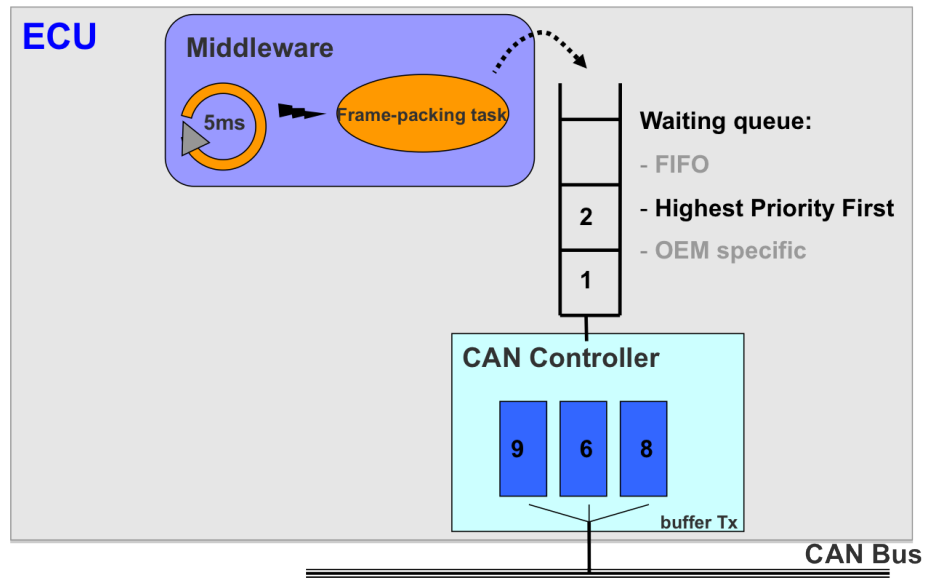 ECU
Middleware
5ms
Frame-packing task
Waiting queue:
- FIFO
- Highest Priority First
- OEM specific
2
1
CAN Controller
9 6 8
buffer Tx
CAN Bus